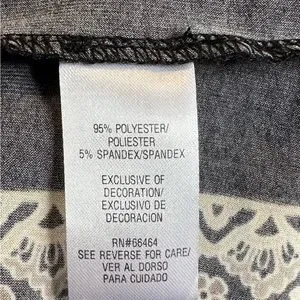 95% POLYESTER/
POLIESTER
5% SPANDEX/SPANDEX
EXCLUSIVE OF
DECORATION/
EXCLUSIVO DE
DECORACION
RN#66464
SEE REVERSE FOR CARE/
VER AL DORSO
PARA CUIDADO